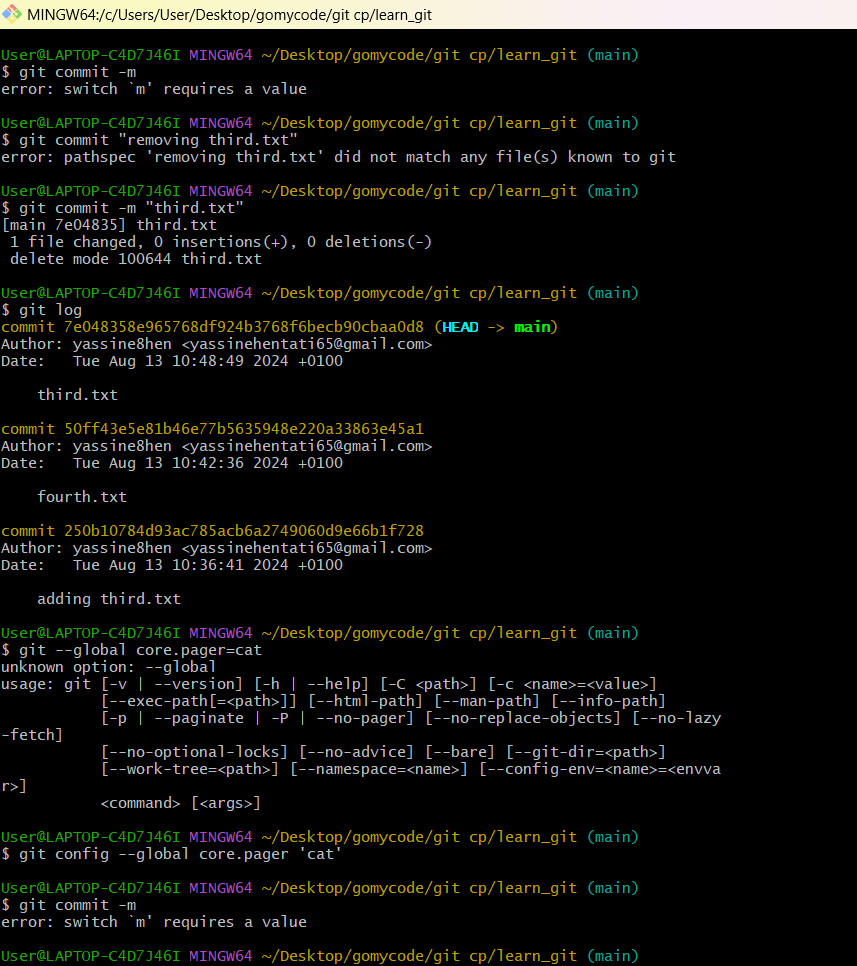 MINGW64:/c/Users/User/Desktop/gomycode/git cp/learn_git
User@LAPTOP-C4D7J46I MINGW64 ~/Desktop/gomycode/git cp/learn_git (main)
$ git commit -m
error: switch `m' requires a value
User@LAPTOP-C4D7J46I MINGW64 ~/Desktop/gomycode/git cp/learn_git (main)
$ git commit "removing third.txt"
error: pathspec 'removing third.txt' did not match any file(s) known to git
User@LAPTOP-C4D7J46I MINGW64 ~/Desktop/gomycode/git cp/learn_git (main)
$ git commit -m "third.txt"
[main 7e04835] third.txt
 1 file changed, 0 insertions(+), 0 deletions(-)
 delete mode 100644 third.txt
User@LAPTOP-C4D7J46I MINGW64 ~/Desktop/gomycode/git cp/learn_git (main)
$ git log
commit 7e048358e965768df924b3768f6becb90cbaa0d8 (HEAD -> main)
Author: yassine8hen <yassinehentati65@gmail.com>
Date:   Tue Aug 13 10:48:49 2024 +0100
    third.txt
commit 50ff43e5e81b46e77b5635948e220a33863e45a1
Author: yassine8hen <yassinehentati65@gmail.com>
Date:   Tue Aug 13 10:42:36 2024 +0100
    fourth.txt
commit 250b10784d93ac785acb6a2749060d9e66b1f728
Author: yassine8hen <yassinehentati65@gmail.com>
Date:   Tue Aug 13 10:36:41 2024 +0100
    adding third.txt
User@LAPTOP-C4D7J46I MINGW64 ~/Desktop/gomycode/git cp/learn_git (main)
$ git --global core.pager=cat
unknown option: --global
usage: git [-v | --version] [-h | --help] [-C <path>] [-c <name>=<value>]
           [--exec-path[=<path>]] [--html-path] [--man-path] [--info-path]
           [-p | --paginate | -P | --no-pager] [--no-replace-objects] [--no-lazy
-fetch]
           [--no-optional-locks] [--no-advice] [--bare] [--git-dir=<path>]
           [--work-tree=<path>] [--namespace=<name>] [--config-env=<name>=<envva
r>]
           <command> [<args>]
User@LAPTOP-C4D7J46I MINGW64 ~/Desktop/gomycode/git cp/learn_git (main)
$ git config --global core.pager 'cat'
User@LAPTOP-C4D7J46I MINGW64 ~/Desktop/gomycode/git cp/learn_git (main)
$ git commit -m
error: switch `m' requires a value
User@LAPTOP-C4D7J46I MINGW64 ~/Desktop/gomycode/git cp/learn_git (main)